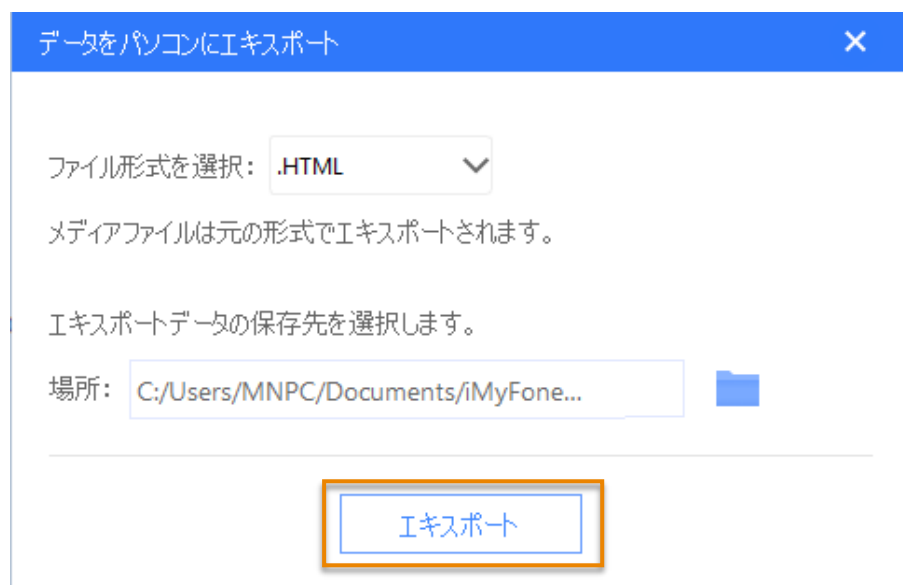 データをパソコンにエキスポート
ファイル形式を選択： .HTML
メディアファイルは元の形式でエキスポートされます。
エキスポートデータの保存先を選択します。
場所： C:/Users/MNPC/Documents/iMyFone...
エキスポート